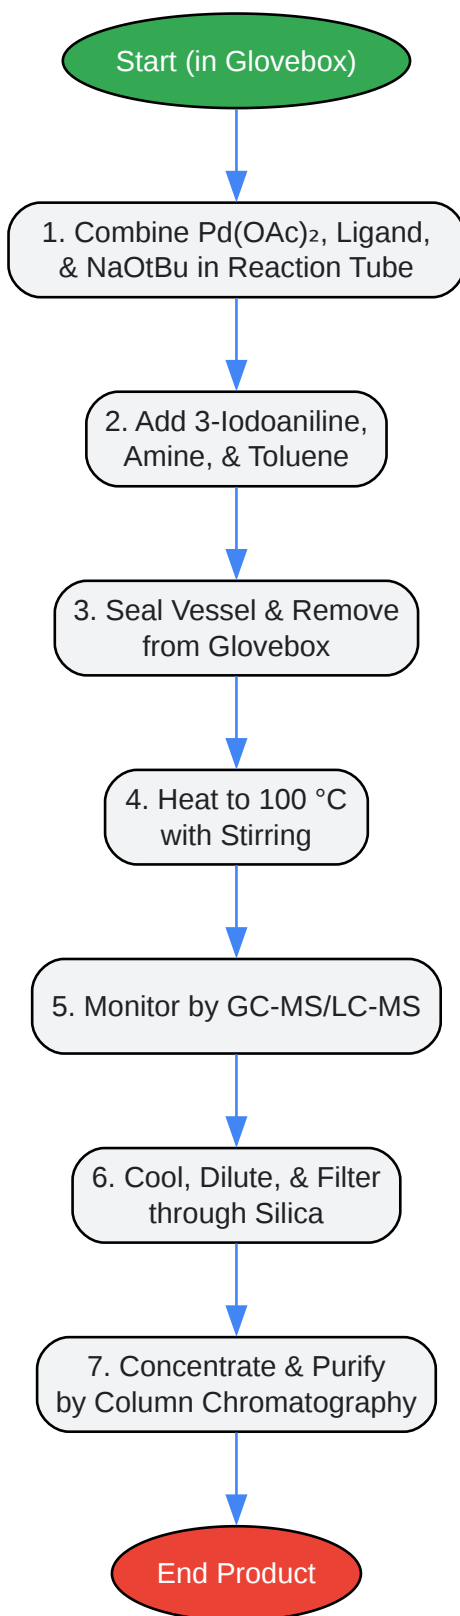 Start (in Glovebox)
1. Combine Pd(OAc)₂, Ligand,
& NaOtBu in Reaction Tube
2. Add 3-Iodoaniline,
Amine, & Toluene
3. Seal Vessel & Remove
from Glovebox
4. Heat to 100 °C
with Stirring
5. Monitor by GC-MS/LC-MS
6. Cool, Dilute, & Filter
through Silica
7. Concentrate & Purify
by Column Chromatography
End Product